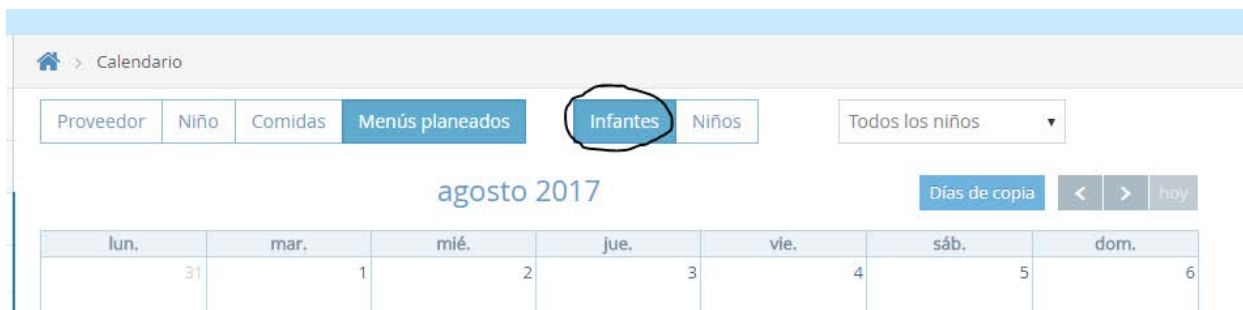 > Calendario
Proveedor Niño Comidas Menús planeados Infantes Niños Todos los niños
agosto 2017 Días de copia < > hoy
lun. mar. mié. jue. vie. sáb. dom.
31 1 2 3 4 5 6